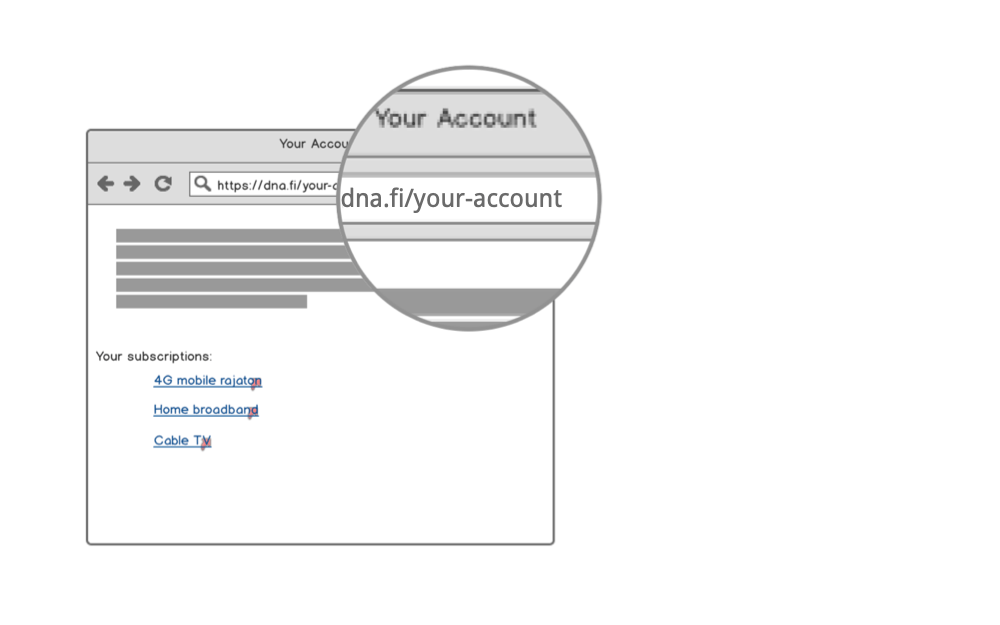 Your Account
Your Accou
https://dna.fi/your-
dna.fi/your-account
Your subscriptions:
4G mobile rajaton
Home broadband
Cable TV